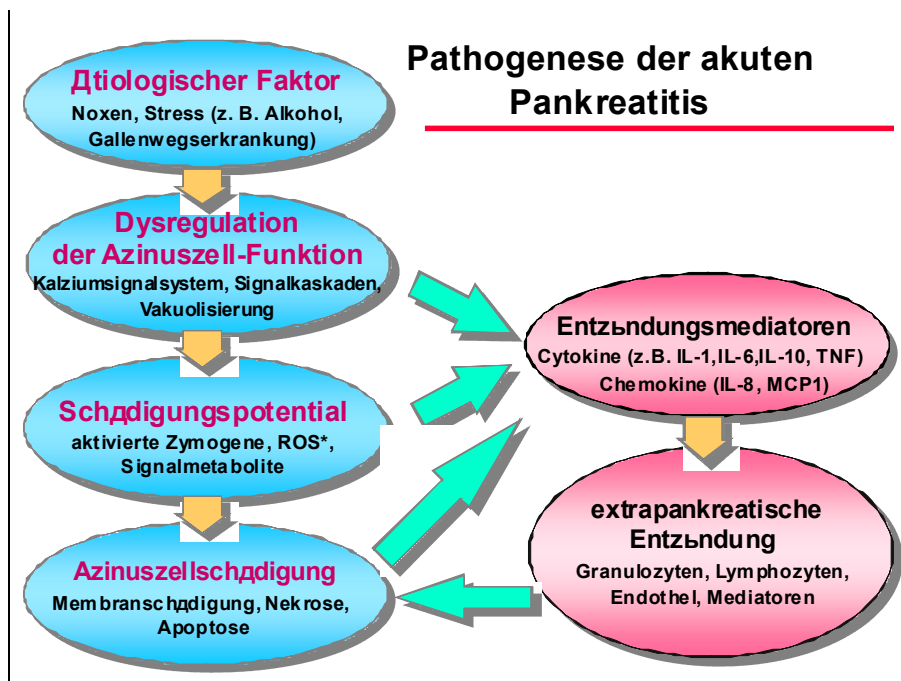 Pathogenese der akuten
Pankreatitis
Дtiologischer Faktor
Noxen, Stress (z. B. Alkohol,
Gallenwegserkrankung)
Dysregulation
der Azinuszell-Funktion
Kalziumsignalsystem, Signalkaskaden,
Vakuolisierung
Schдdigungspotential
aktivierte Zymogene, ROS*,
Signalmetabolite
Azinuszellschдdigung
Membranschдdigung, Nekrose,
Apoptose
Entzьndungsmediatoren
Cytokine (z.B. IL-1,IL-6,IL-10, TNF)
Chemokine (IL-8, MCP1)
extrapankreatische
Entzьndung
Granulozyten, Lymphozyten,
Endothel, Mediatoren